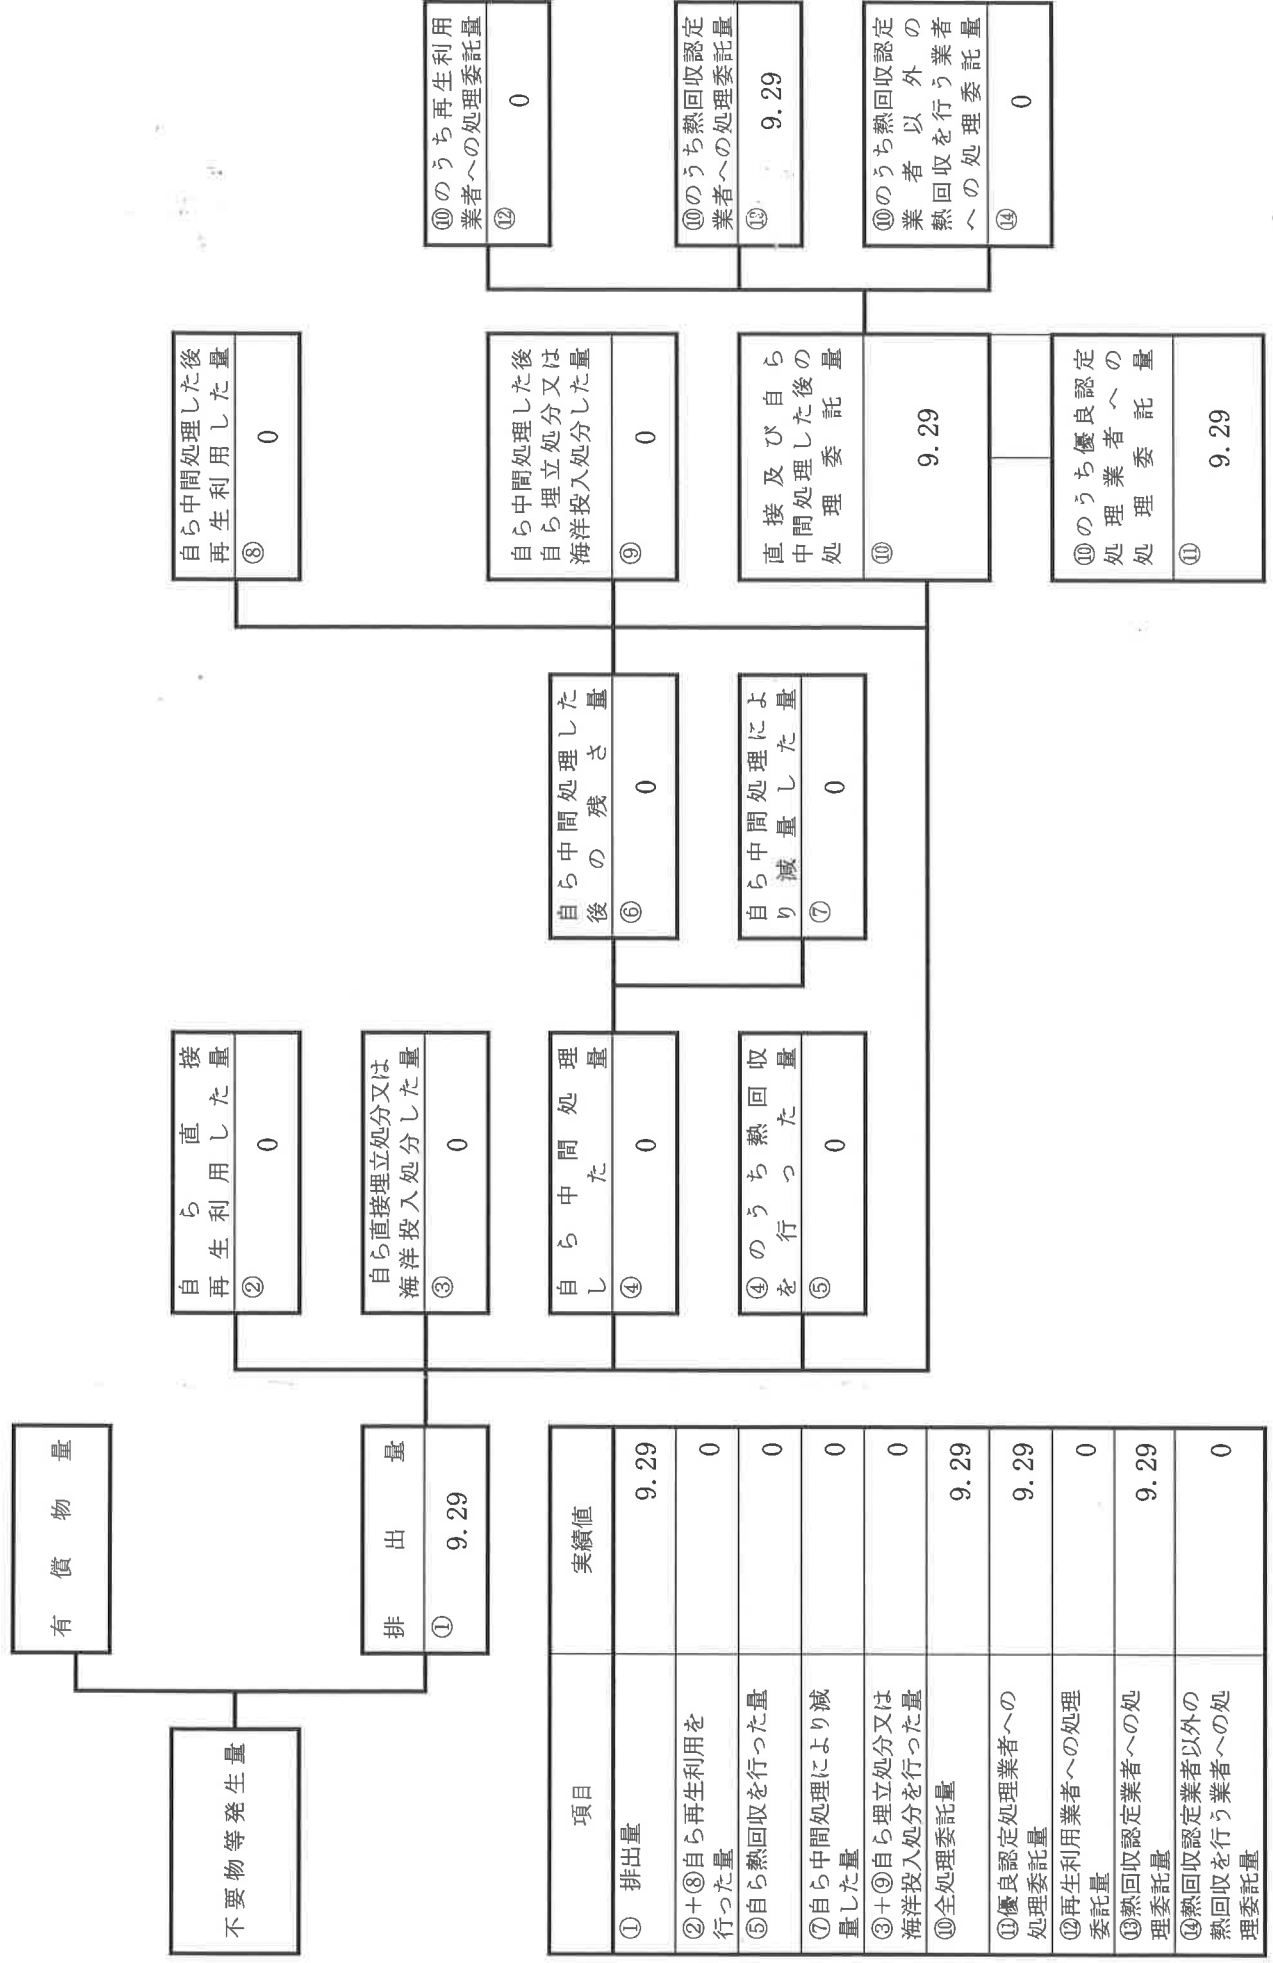 不要物等発生量
有償物量
排出量
① 9.29
自ら直接
再生利用した量
② 0
自ら直接埋立処分又は
海洋投入処分した量
③ 0
自ら中間処理
した量
④ 0
④のうち熱回収
を行った量
⑤ 0
自ら中間処理した
後の残さ量
⑥ 0
自ら中間処理によ
り減量した量
⑦ 0
自ら中間処理した後
再生利用した量
⑧ 0
自ら中間処理した後
自ら埋立処分又は
海洋投入処分した量
⑨ 0
直接及び自ら
中間処理した後の
処理委託量
⑩ 9.29
⑩のうち優良認定
処理業者への
処理委託量
⑪ 9.29
⑩のうち再生利用
業者への処理委託量
⑫ 0
⑩のうち熱回収認定
業者への処理委託量
⑬ 9.29
⑩のうち熱回収認定
業者以外の
熱回収を行う業者
への処理委託量
⑭ 0
項目 実績値
① 排出量 9.29
②＋⑧自ら再生利用を
行った量 0
⑤自ら熱回収を行った量 0
⑦自ら中間処理により減
量した量 0
③＋⑨自ら埋立処分又は
海洋投入処分を行った量 0
⑩全処理委託量 9.29
⑪優良認定処理業者への
処理委託量 9.29
⑫再生利用業者への処理
委託量 0
⑬熱回収認定業者への処
理委託量 9.29
⑭熱回収認定業者以外の
熱回収を行う業者への処
理委託量 0